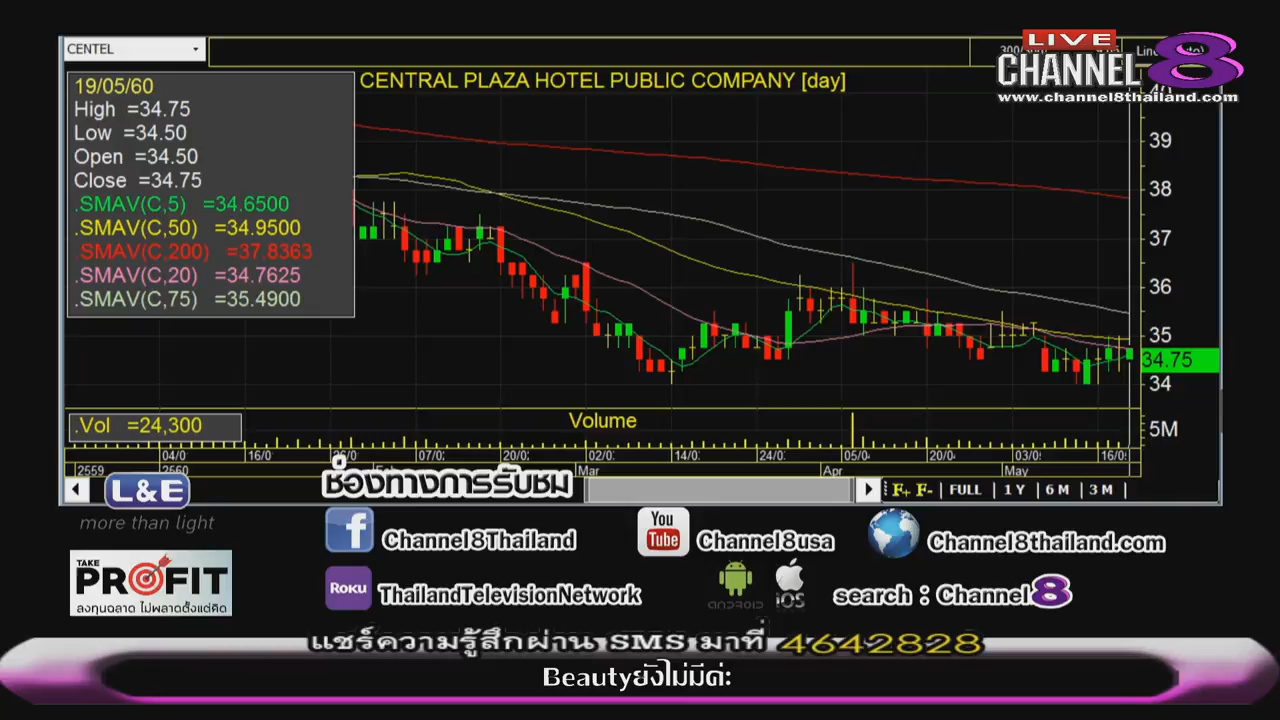 CENTEL
LIVE
CHANNEL 8
www.channel8thailand.com
CENTRAL PLAZA HOTEL PUBLIC COMPANY [day]
19/05/60
High =34.75
Low =34.50
Open =34.50
Close =34.75
.SMAV(C,5) =34.6500
.SMAV(C,50) =34.9500
.SMAV(C,200) =37.8363
.SMAV(C,20) =34.7625
.SMAV(C,75) =35.4900
40
39
38
37
36
35
34.75
34
.Vol =24,300
Volume
5M
04/0 16/0 26/0 07/0 20/0 02/0 14/0 24/0 05/0 20/0 03/0 16/0
2559 2560 Mar Apr May
F+ F- FULL 1 Y 6 M 3 M
L&E
more than light
ช่องทางการรับชม
Channel8Thailand
You Tube
Channel8usa
Channel8thailand.com
TAKE PROFIT
ลงทุนฉลาด ไม่พลาดตั้งแต่คิด
ROKU
ThailandTelevisionNetwork
ANDROID
iOS
search : Channel8
แชร์ความรู้สึกผ่าน SMS มาที่ 4642828
Beautyยังไม่มีค่ะ